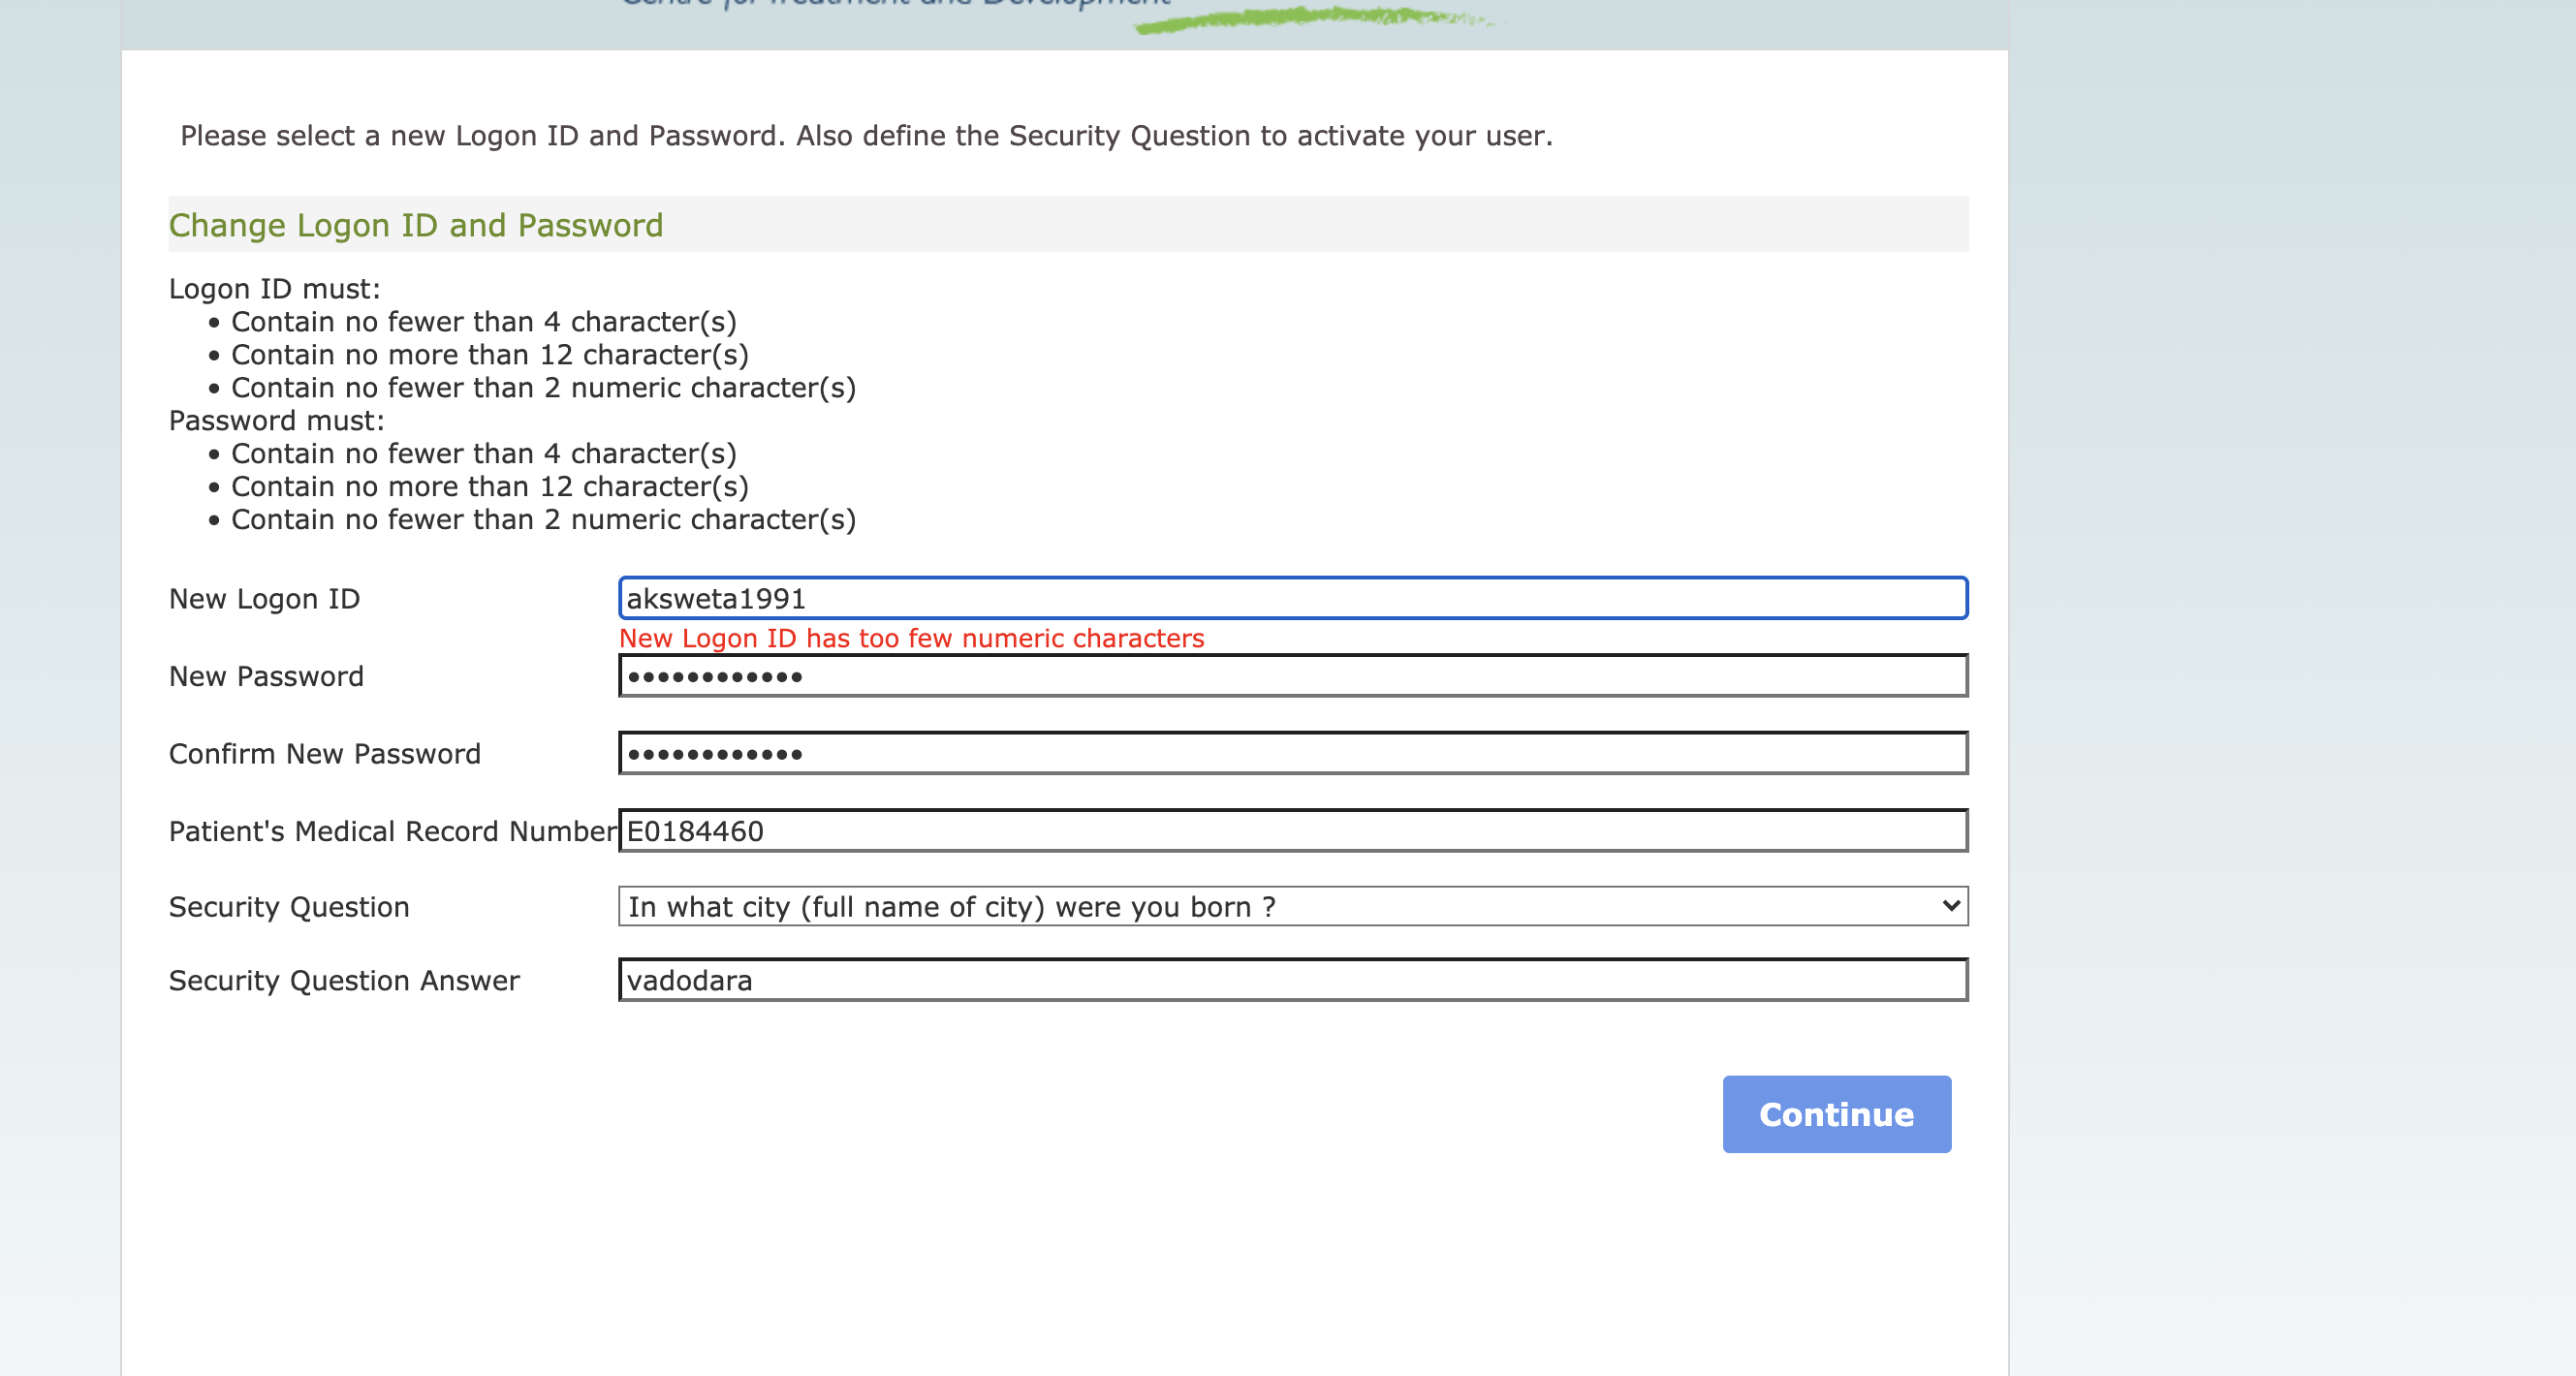 Centre for Treatment and Development
Please select a new Logon ID and Password. Also define the Security Question to activate your user.
Change Logon ID and Password
Logon ID must:
• Contain no fewer than 4 character(s)
• Contain no more than 12 character(s)
• Contain no fewer than 2 numeric character(s)
Password must:
• Contain no fewer than 4 character(s)
• Contain no more than 12 character(s)
• Contain no fewer than 2 numeric character(s)
New Logon ID aksweta1991
New Logon ID has too few numeric characters
New Password ••••••••••••
Confirm New Password ••••••••••••
Patient's Medical Record Number E0184460
Security Question In what city (full name of city) were you born ?
Security Question Answer vadodara
Continue